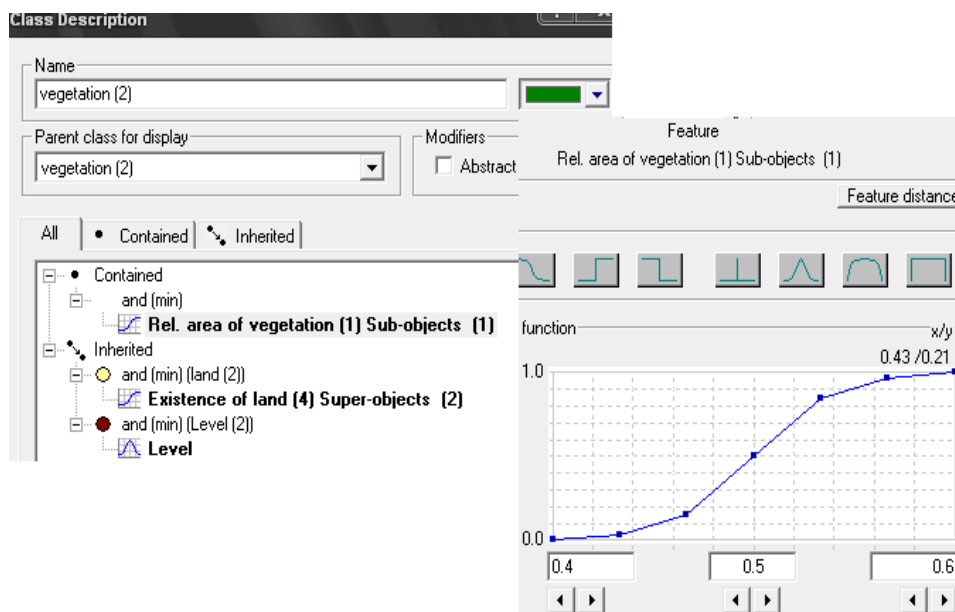 Class Description
Name
vegetation (2)
Parent class for display
vegetation (2)
Modifiers
Abstract
All
Contained
Inherited
Contained
and (min)
Rel. area of vegetation (1) Sub-objects (1)
Inherited
and (min) (land (2))
Existence of land (4) Super-objects (2)
and (min) (Level (2))
Level
Feature
Rel. area of vegetation (1) Sub-objects (1)
Feature distance
function
x/y
0.43 /0.21
1.0
0.0
0.4
0.5
0.6